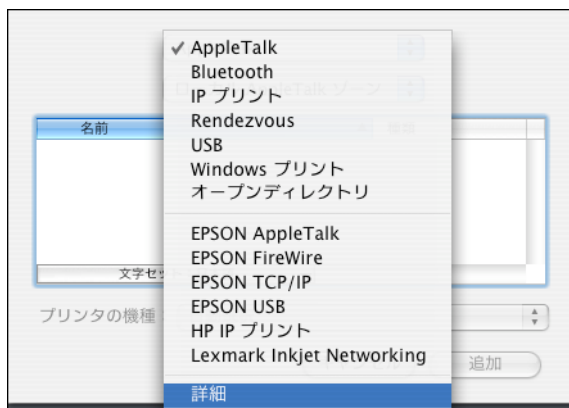 AppleTalk
Bluetooth
IP プリント
Rendezvous
USB
Windows プリント
オープンディレクトリ
EPSON AppleTalk
EPSON FireWire
EPSON TCP/IP
EPSON USB
HP IP プリント
Lexmark Inkjet Networking
詳細
名前
文字セッ
プリンタの機種
追加